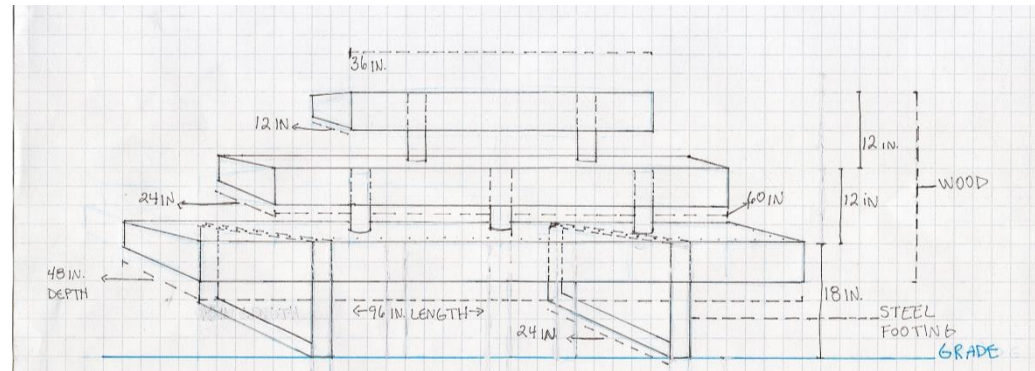 36 IN.
12 IN
12 IN.
24 IN
60 IN
12 IN
WOOD
48 IN.
DEPTH
96 IN. LENGTH
18 IN.
24 IN
STEEL
FOOTING
GRADE